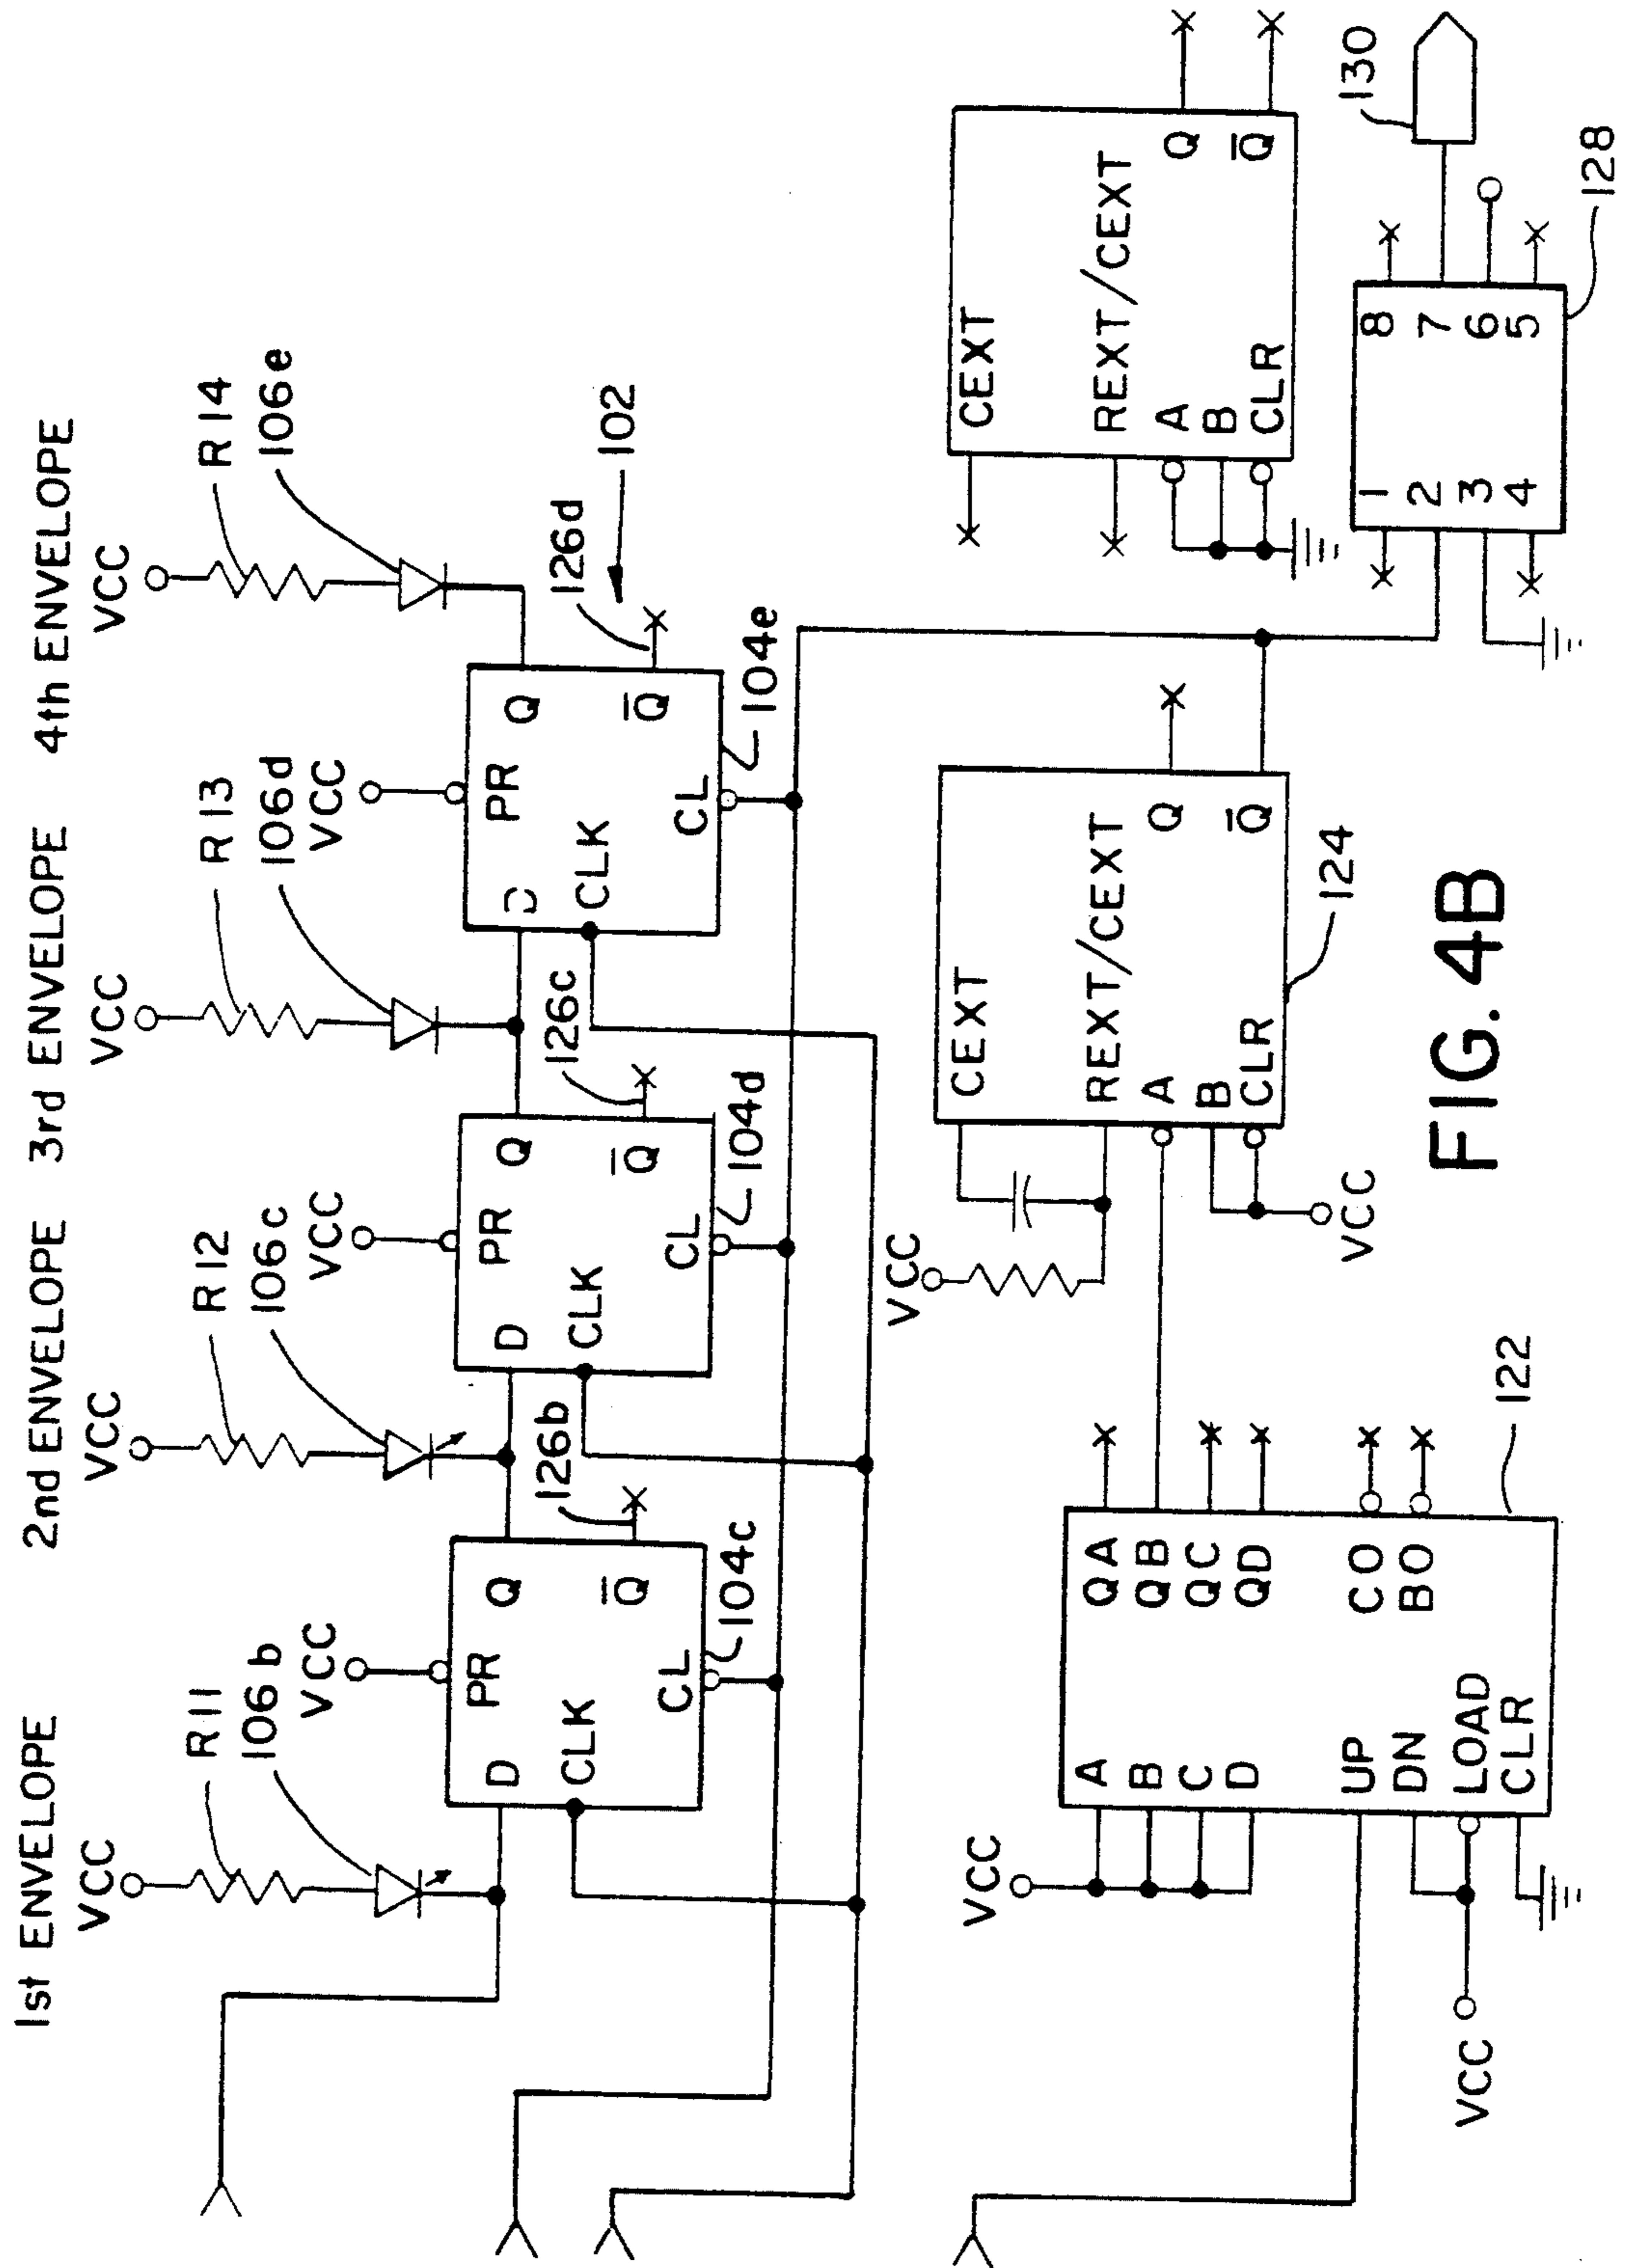 1st ENVELOPE 2nd ENVELOPE 3rd ENVELOPE 4th ENVELOPE
VCC VCC VCC VCC
R11 R12 R13 R14
106b 106c 106d 106e
VCC VCC VCC
102
D PR Q
CLK
CL Q
126b
104c
D PR Q
CLK
CL Q
126c
104d
PR Q
CLK
CL Q
126d
104e
VCC
A QA
B QB
C QC
D QD
UP CO
DN BO
LOAD
CLR
VCC
122
VCC
CEXT
REXT/CEXT
A Q
B
CLR Q
VCC
124
CEXT
REXT/CEXT
A Q
B
CLR Q
1 8
2 7
3 6
4 5
130
128
FIG. 4B